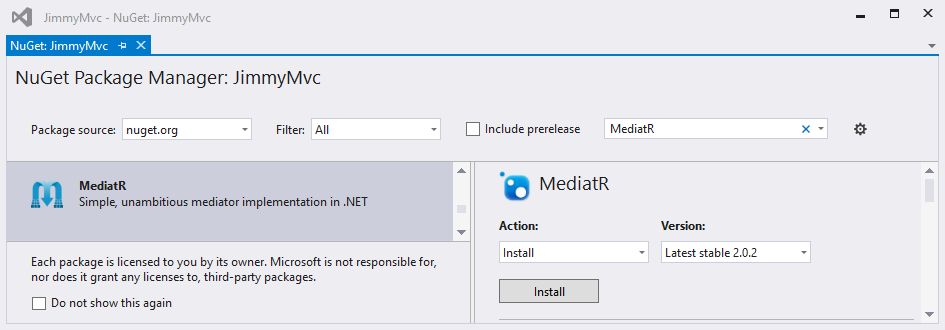 JimmyMvc - NuGet: JimmyMvc
NuGet: JimmyMvc
NuGet Package Manager: JimmyMvc
Package source: nuget.org Filter: All Include prerelease MediatR
MediatR
Simple, unambitious mediator implementation in .NET
Each package is licensed to you by its owner. Microsoft is not responsible for,
nor does it grant any licenses to, third-party packages.
Do not show this again
MediatR
Action: Version:
Install Latest stable 2.0.2
Install